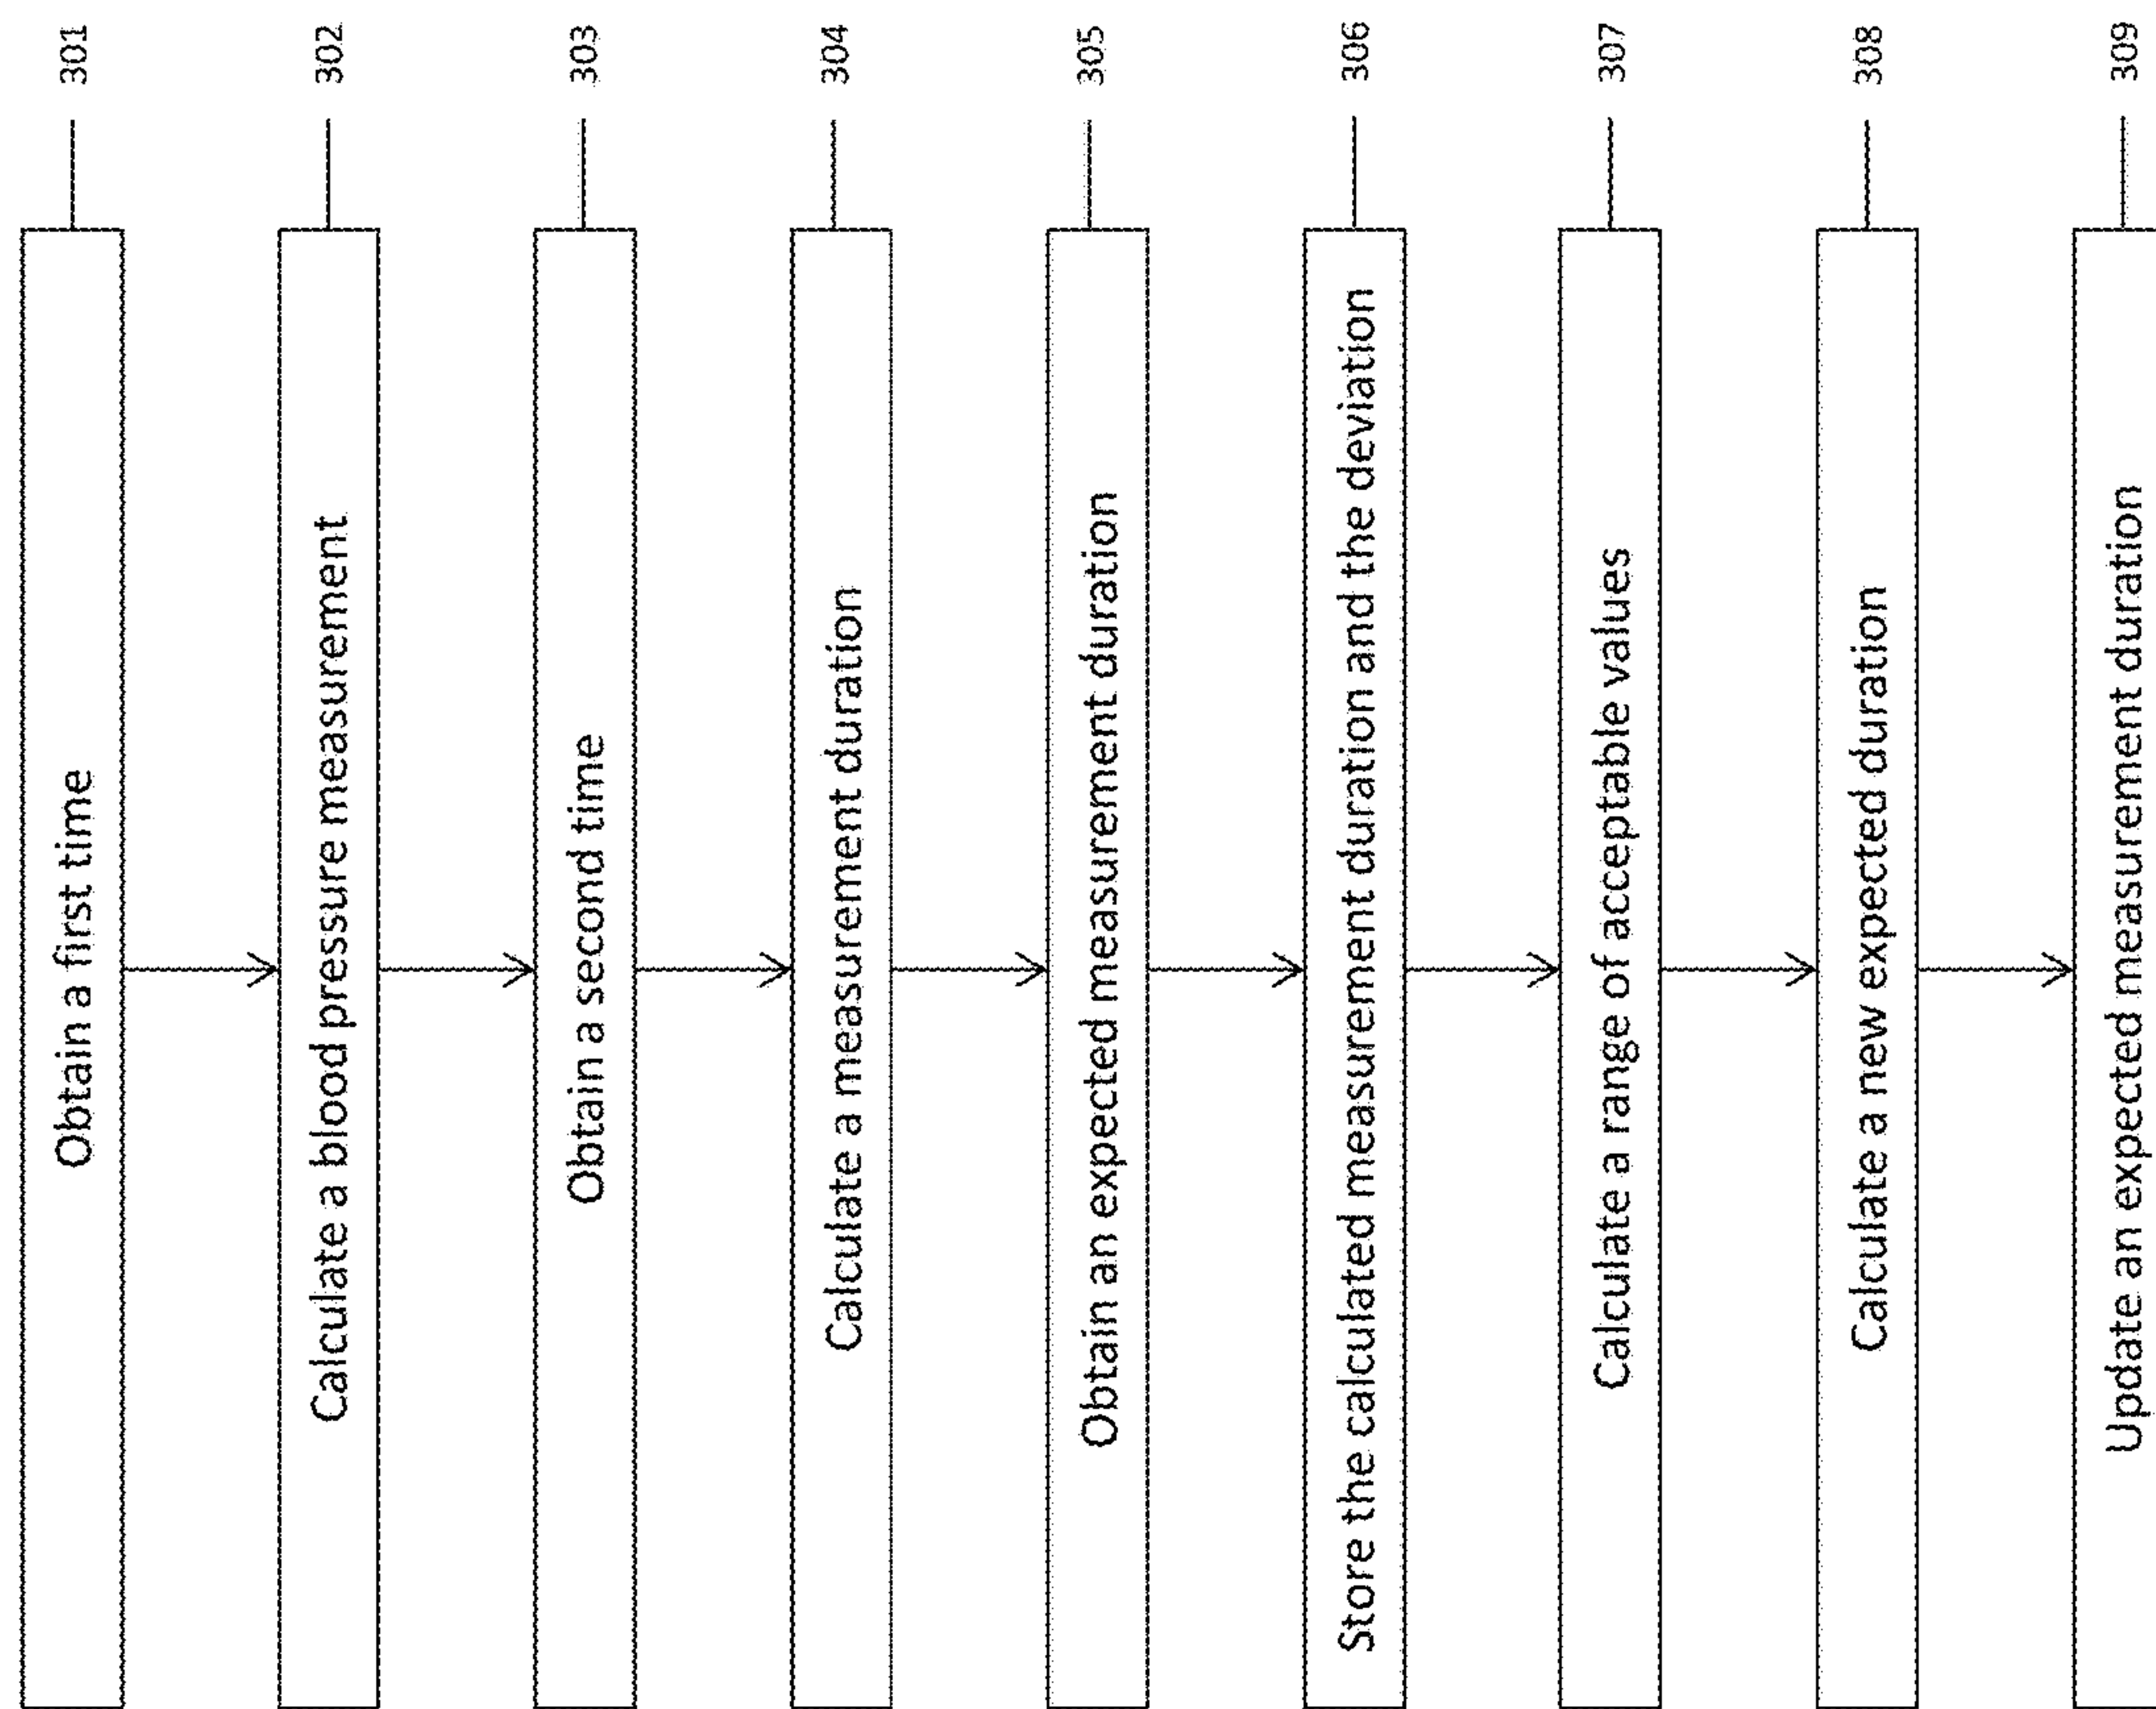 Obtain a first time
301
Calculate a blood pressure measurement
302
Obtain a second time
303
Calculate a measurement duration
304
Obtain an expected measurement duration
305
Store the calculated measurement duration and the deviation
306
Calculate a range of acceptable values
307
Calculate a new expected duration
308
Update an expected measurement duration
309